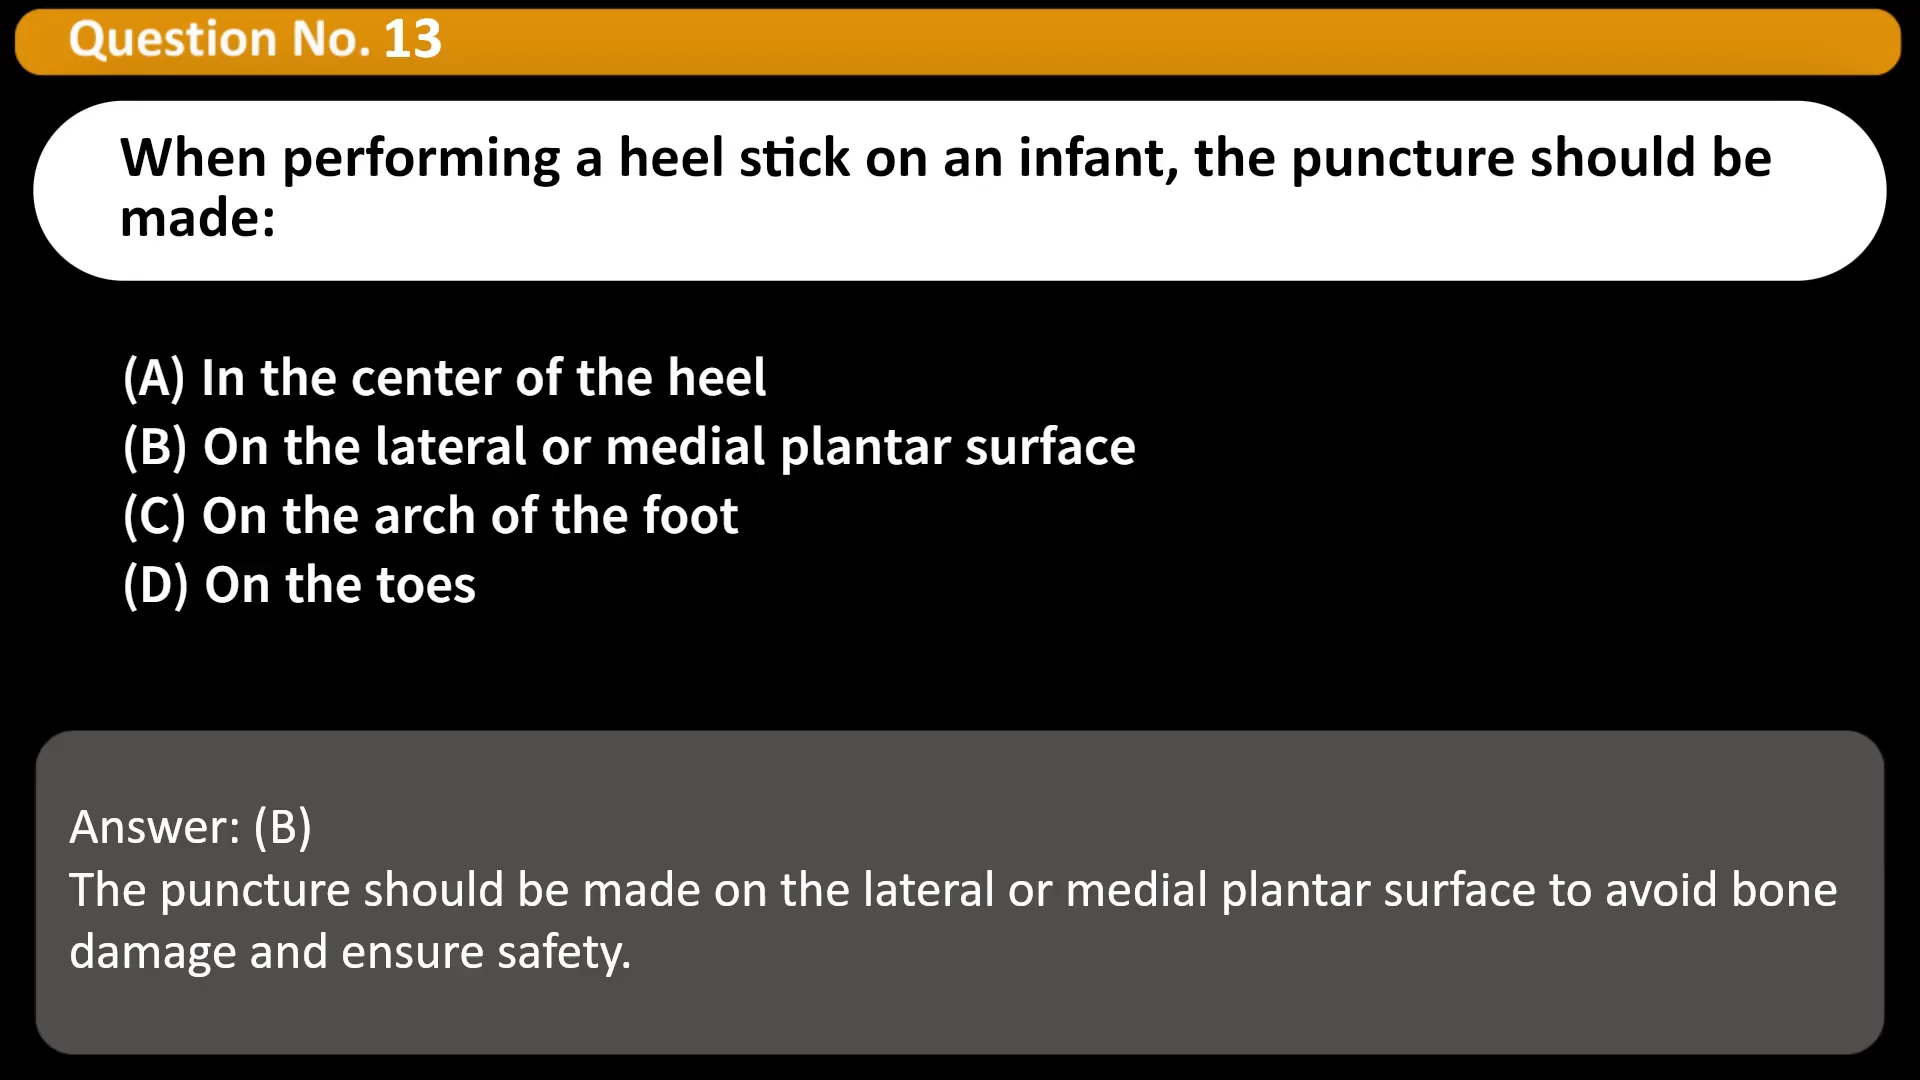 Question No. 13
When performing a heel stick on an infant, the puncture should be
made:
(A) In the center of the heel
(B) On the lateral or medial plantar surface
(C) On the arch of the foot
(D) On the toes
Answer: (B)
The puncture should be made on the lateral or medial plantar surface to avoid bone
damage and ensure safety.